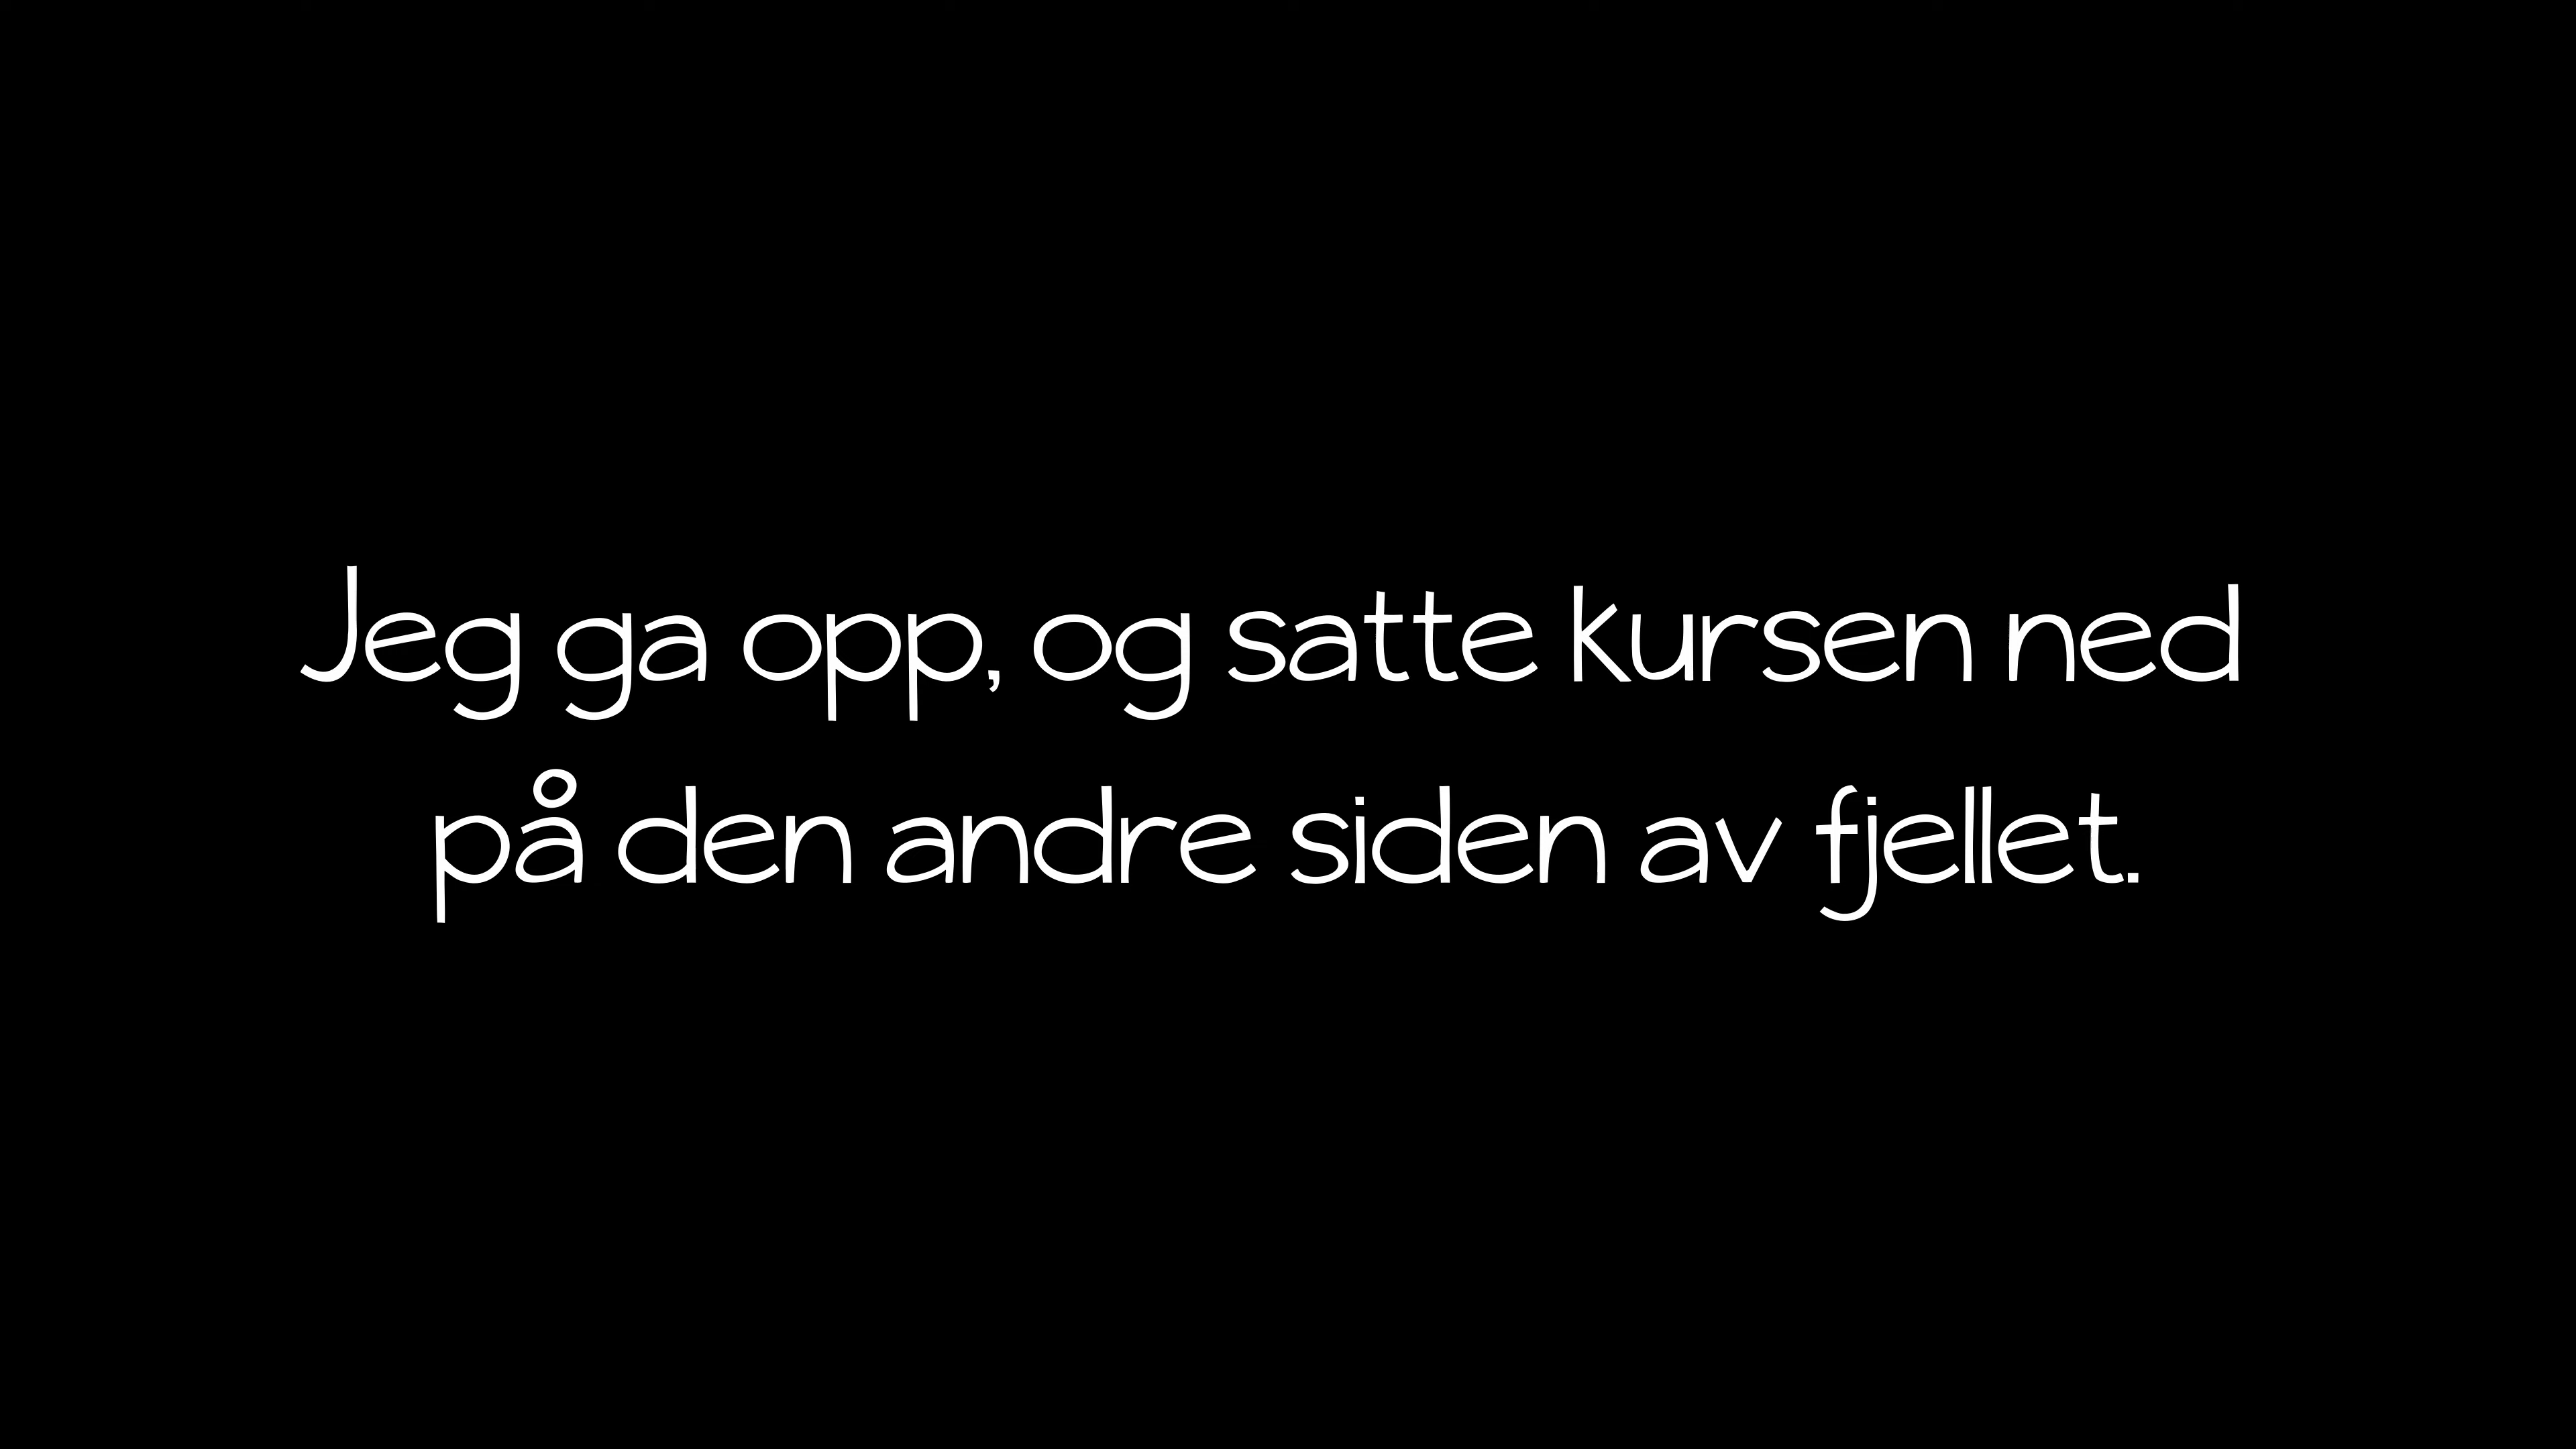 Jeg ga opp, og satte kursen ned
på den andre siden av fjellet.